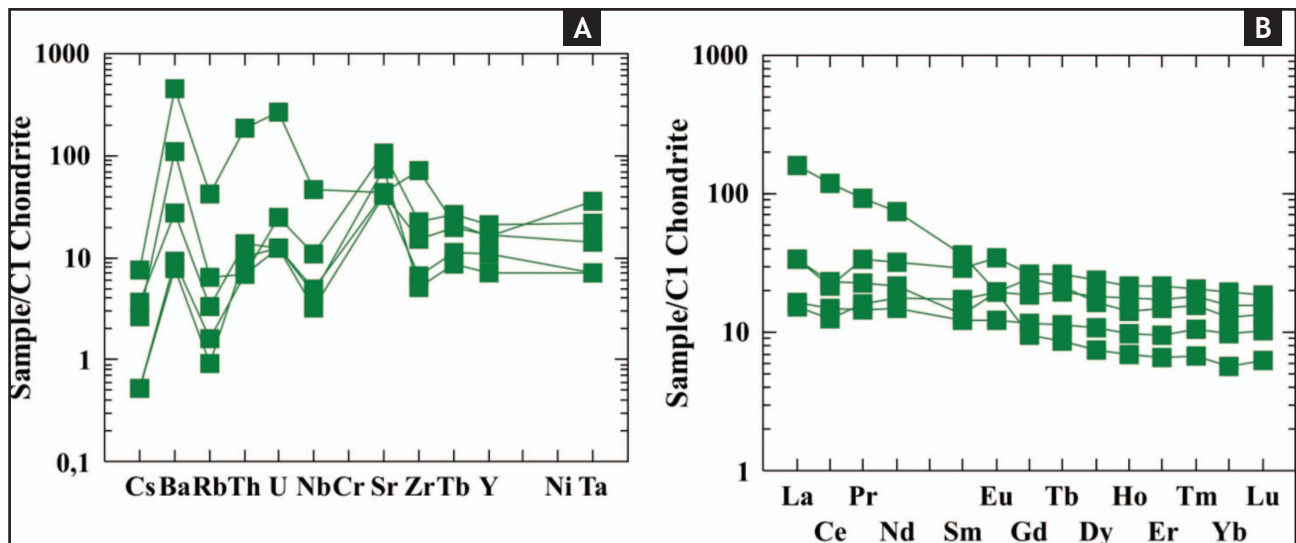 A
Sample/C1 Chondrite
1000
100
10
1
0,1
Cs Ba Rb Th U Nb Cr Sr Zr Tb Y Ni Ta
B
Sample/C1 Chondrite
1000
100
10
1
La Pr Eu Tb Ho Tm Lu
Ce Nd Sm Gd Dy Er Yb